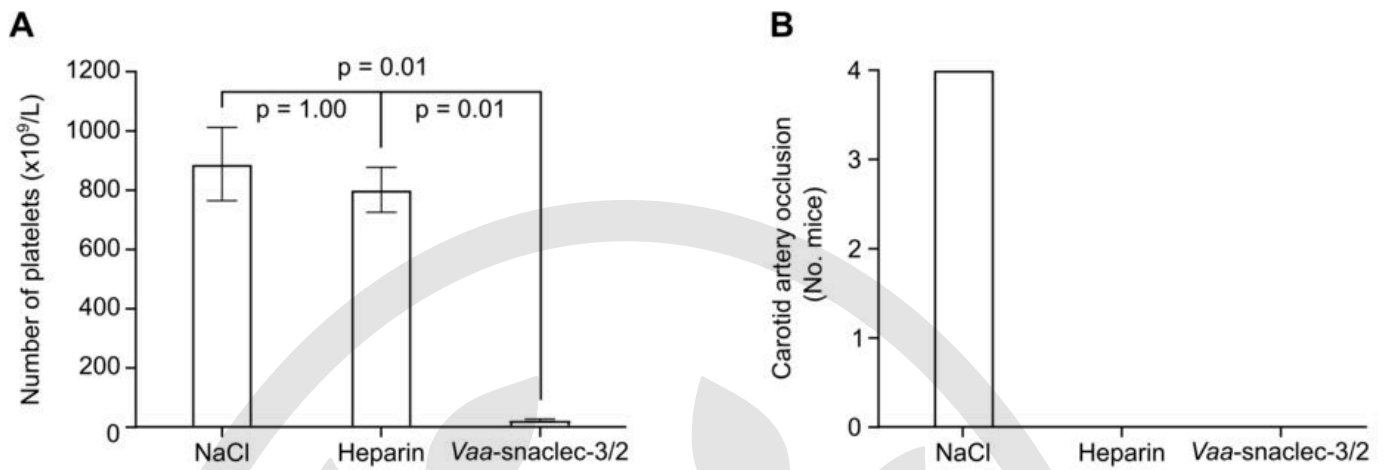 A
Number of platelets (x10⁹/L)
1200
1000
800
600
400
200
0
p = 0.01
p = 1.00
p = 0.01
NaCl
Heparin
Vaa-snaclec-3/2
B
Carotid artery occlusion
(No. mice)
4
3
2
1
0
NaCl
Heparin
Vaa-snaclec-3/2